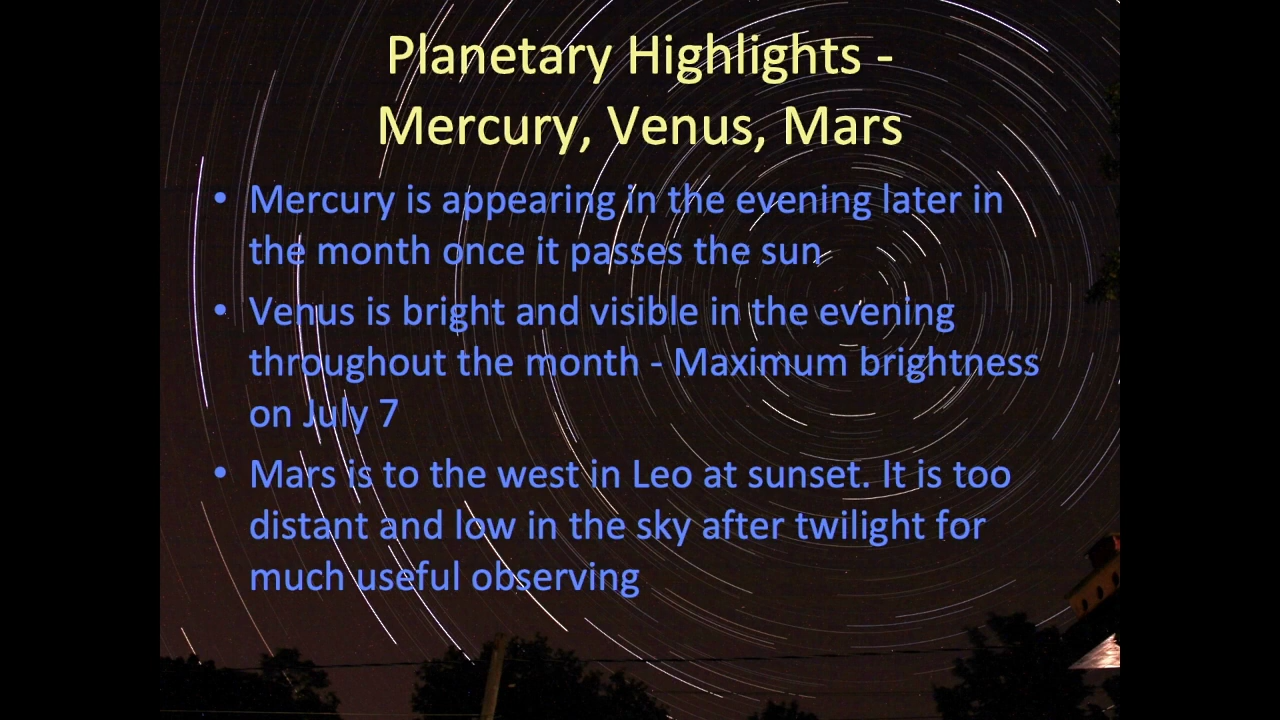 Planetary Highlights -
Mercury, Venus, Mars
• Mercury is appearing in the evening later in
the month once it passes the sun
• Venus is bright and visible in the evening
throughout the month - Maximum brightness
on July 7
• Mars is to the west in Leo at sunset. It is too
distant and low in the sky after twilight for
much useful observing